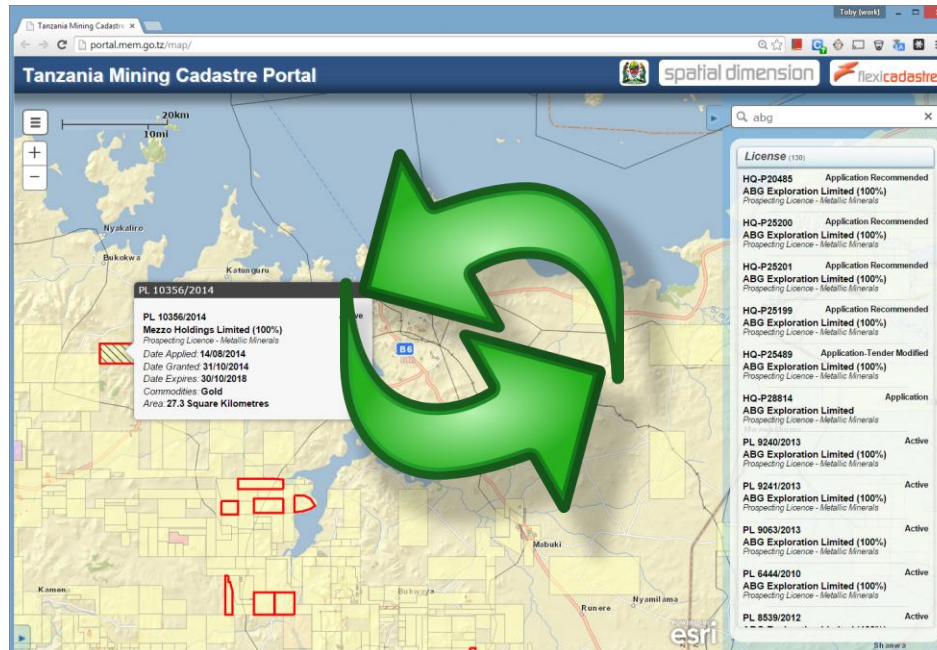 Toby (work)
Tanzania Mining Cadastre
portal.mem.go.tz/map/
Tanzania Mining Cadastre Portal
spatial dimension
flexicadastre
20km
10mi
abg
License (130)
HQ-P20485 Application Recommended
ABG Exploration Limited (100%)
Prospecting Licence - Metallic Minerals
HQ-P25200 Application Recommended
ABG Exploration Limited (100%)
Prospecting Licence - Metallic Minerals
HQ-P25201 Application Recommended
ABG Exploration Limited (100%)
Prospecting Licence - Metallic Minerals
HQ-P25199 Application Recommended
ABG Exploration Limited (100%)
Prospecting Licence - Metallic Minerals
HQ-P25489 Application-Tender Modified
ABG Exploration Limited (100%)
Prospecting Licence - Metallic Minerals
HQ-P28814 Application
ABG Exploration Limited
Prospecting Licence - Metallic Minerals
PL 9240/2013 Active
ABG Exploration Limited (100%)
Prospecting Licence - Metallic Minerals
PL 9241/2013 Active
ABG Exploration Limited (100%)
Prospecting Licence - Metallic Minerals
PL 9063/2013 Active
ABG Exploration Limited (100%)
Prospecting Licence - Metallic Minerals
PL 6444/2010 Active
ABG Exploration Limited (100%)
Prospecting Licence - Metallic Minerals
PL 8539/2012 Active
Nyakaliro
Bukokwa
Katunguru
PL 10356/2014
PL 10356/2014
Mezzo Holdings Limited (100%)
Prospecting Licence - Metallic Minerals
Date Applied: 14/08/2014
Date Granted: 31/10/2014
Date Expires: 30/10/2018
Commodities: Gold
Area: 27.3 Square Kilometres
B6
Mabuki
Kamena
Bukwaya
Runere
Nyamilama
esri
Shanwa